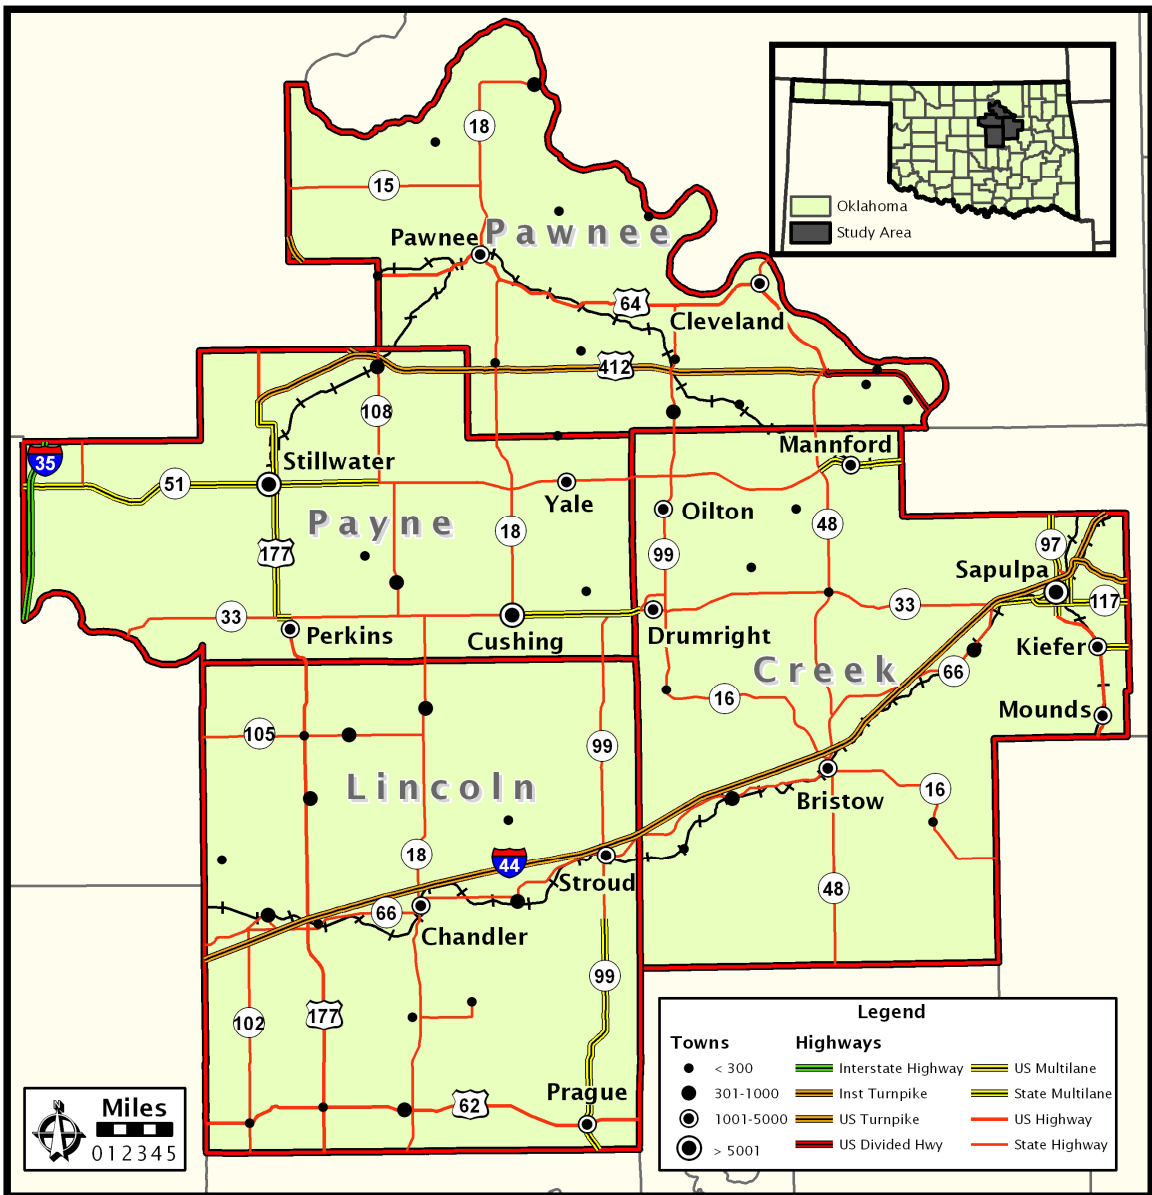 18
15
Pawnee
Pawnee
Oklahoma
Study Area
64
Cleveland
412
108
Mannford
35
Stillwater
51
Yale
Oilton
Payne
18
48
177
99
97
Sapulpa
33
33
117
Perkins
Cushing
Drumright
Kiefer
Creek
66
16
Mounds
105
99
Lincoln
16
Bristow
18
44
Stroud
48
66
Chandler
99
102
177
Legend
Towns
Highways
< 300
Interstate Highway
US Multilane
301-1000
Inst Turnpike
State Multilane
1001-5000
US Turnpike
US Highway
> 5001
US Divided Hwy
State Highway
Prague
62
Miles
0 1 2 3 4 5
N